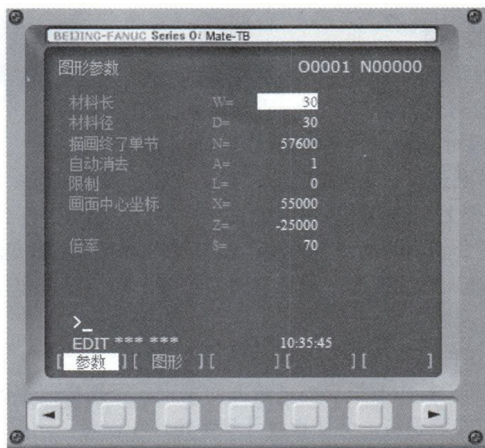 BEIJING-FANUC Series 0i Mate-TB
图形参数 O0001 N00000
材料长 W= 30
材料径 D= 30
描画终了单节 N= 57600
自动消去 A= 1
限制 L= 0
画面中心坐标 X= 55000
Z= -25000
倍率 S= 70
>_
EDIT *** *** 10:35:45
[ 参数 ] [ 图形 ] [ ] [ ] [ ]